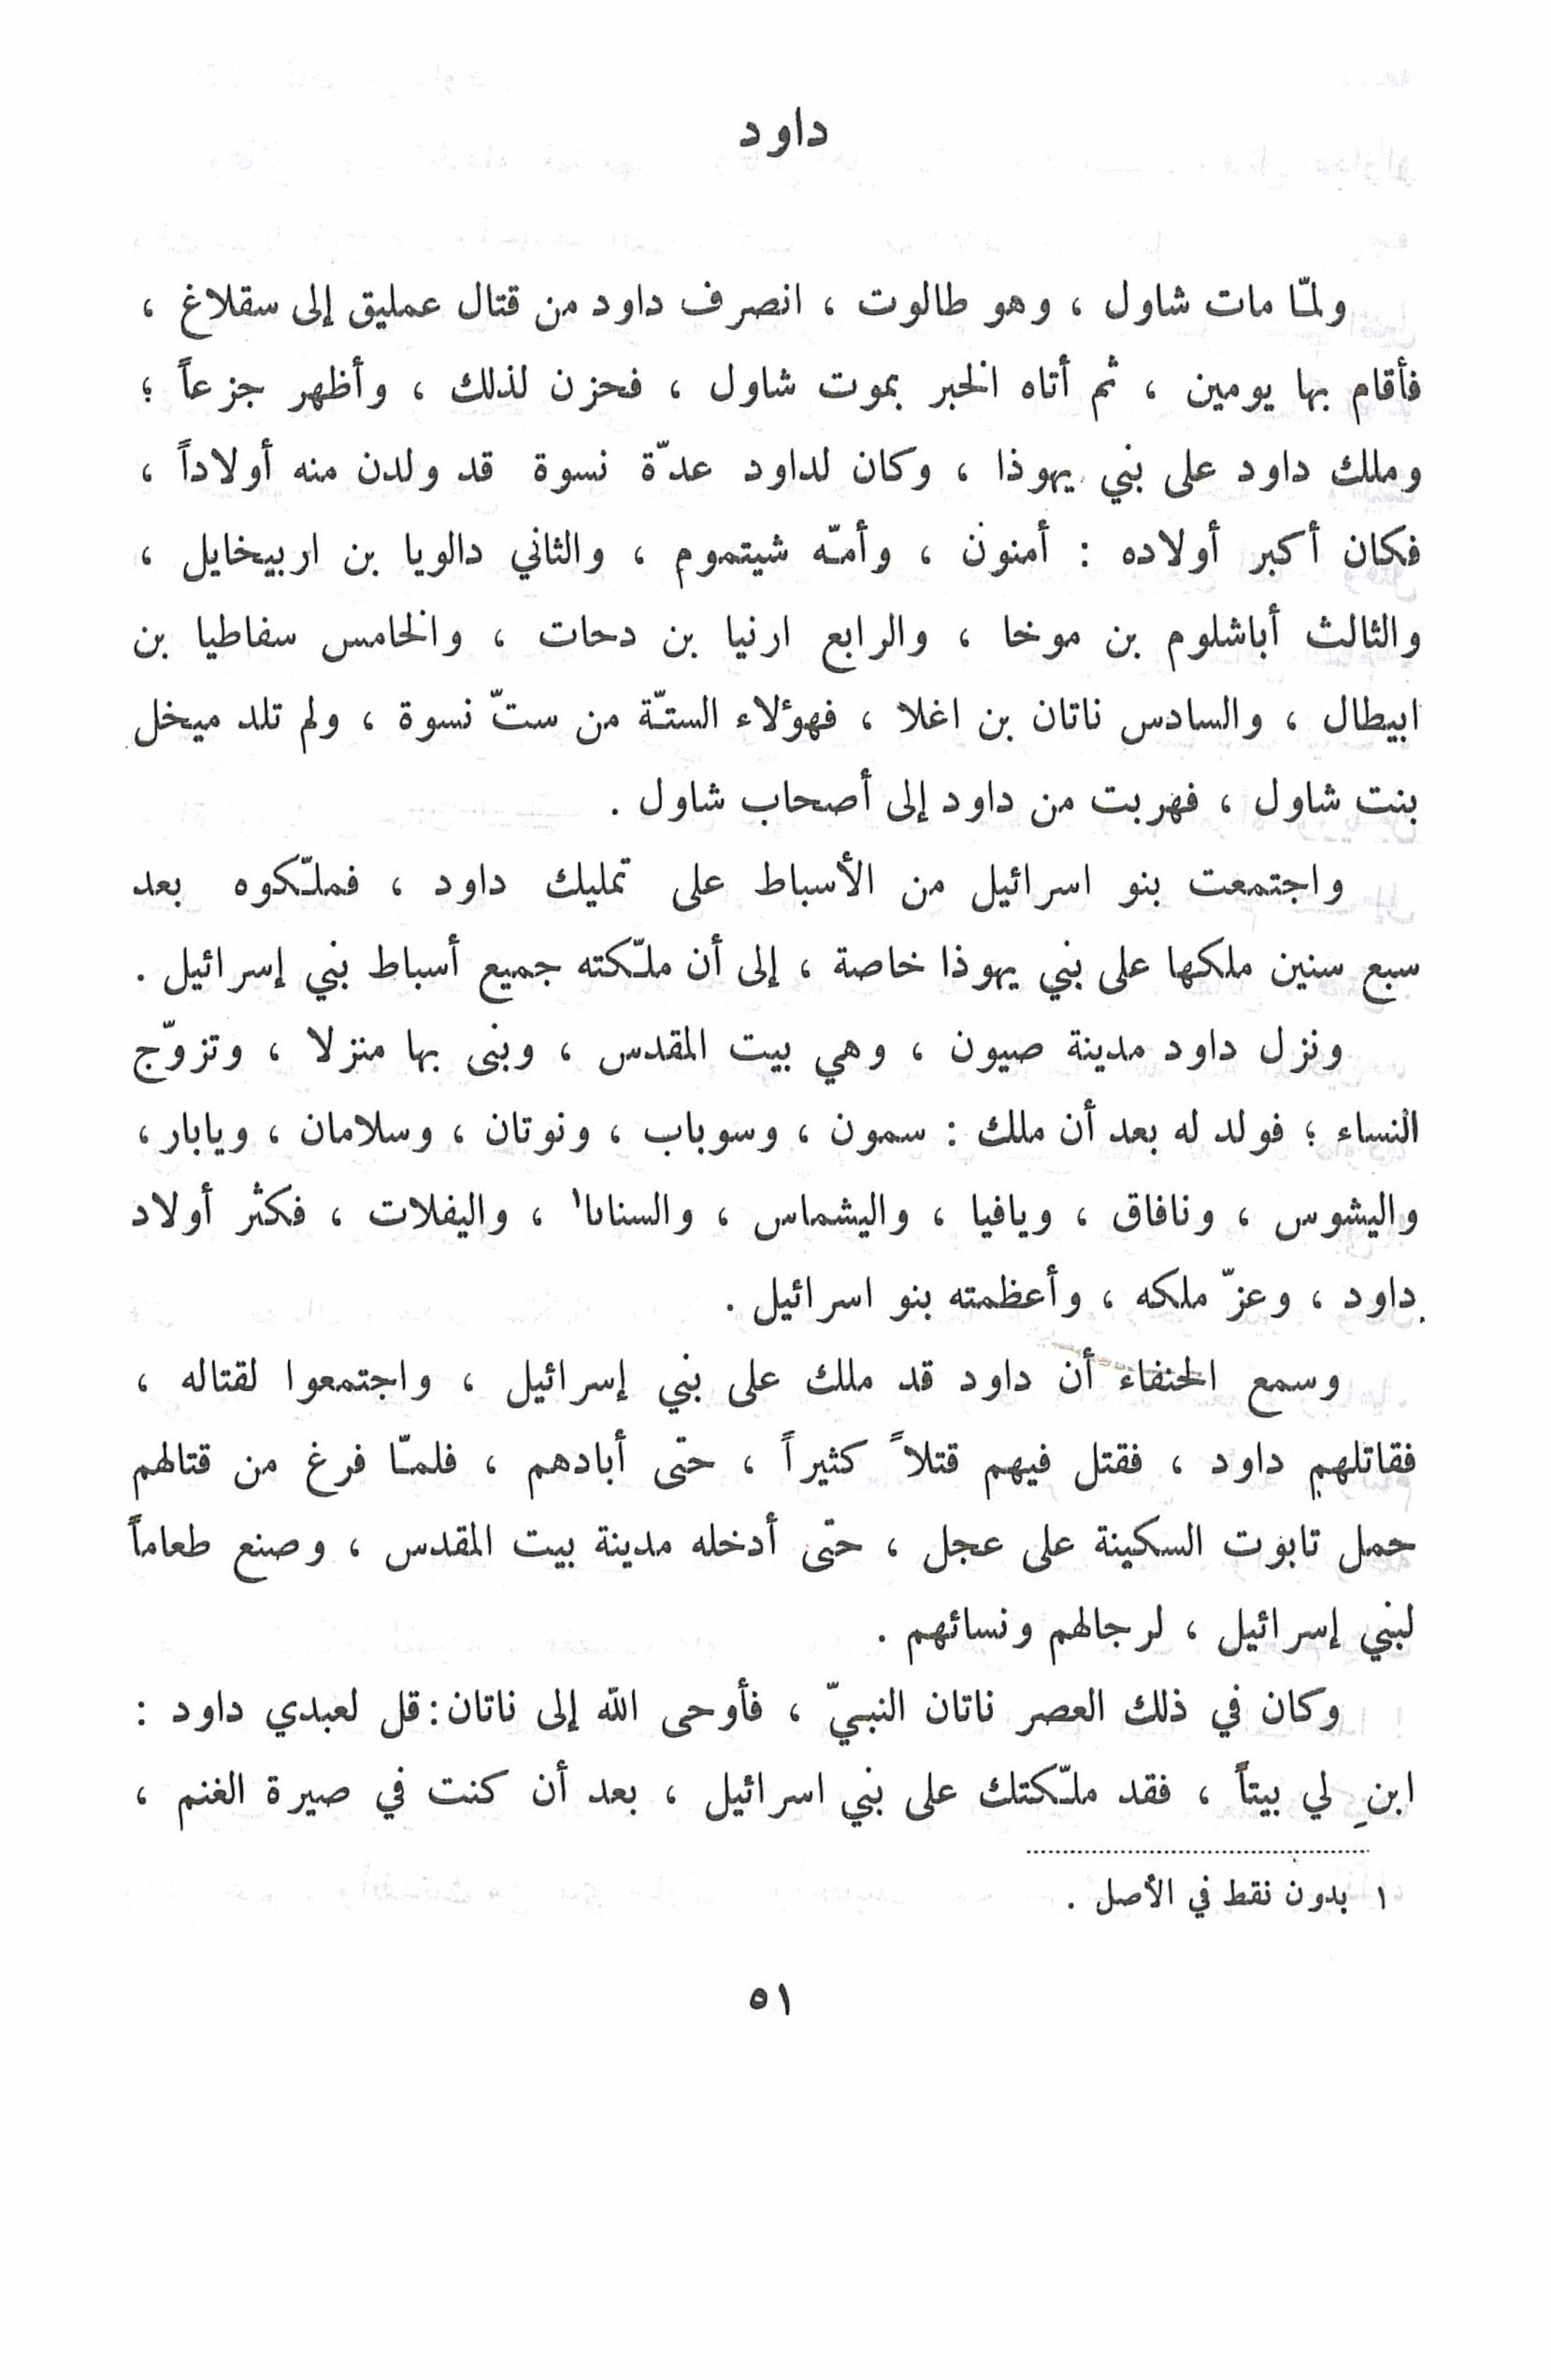 داود
ولمّا مات شاول ، وهو طالوت ، انصرف داود من قتال عمليق إلى سقلاغ ،
فأقام بها يومين ، ثم أتاه الخبر بموت شاول ، فحزن لذلك ، وأظهر جزعاً ؛
وملك داود على بني يهوذا ، وكان لداود عدّة نسوة قد ولدن منه أولاداً ،
فكان أكبر أولاده : أمنون ، وأمّه شيتموم ، والثاني دالويا بن اربيخايل ،
والثالث أباشلوم بن موخا ، والرابع ارنيا بن دحات ، والخامس سفاطيا بن
ابيطال ، والسادس ناتان بن اغلا ، فهؤلاء الستّة من ستّ نسوة ، ولم تلد ميخل
بنت شاول ، فهربت من داود إلى أصحاب شاول .
واجتمعت بنو اسرائيل من الأسباط على تمليك داود ، فملّكوه بعد
سبع سنين ملكها على بني يهوذا خاصة ، إلى أن ملّكته جميع أسباط بني إسرائيل .
ونزل داود مدينة صيون ، وهي بيت المقدس ، وبنى بها منزلا ، وتزوّج
النساء ؛ فولد له بعد أن ملك : سمون ، وسوباب ، ونوتان ، وسلامان ، ويابار ،
واليشوس ، ونافاق ، ويافيا ، واليشماس ، والسناٮا١ ، واليفلات ، فكثر أولاد
داود ، وعزّ ملكه ، وأعظمته بنو اسرائيل .
وسمع الحنفاء أن داود قد ملك على بني إسرائيل ، واجتمعوا لقتاله ،
فقاتلهم داود ، فقتل فيهم قتلاً كثيراً ، حتى أبادهم ، فلمّا فرغ من قتالهم
حمل تابوت السكينة على عجل ، حتى أدخله مدينة بيت المقدس ، وصنع طعاماً
لبني إسرائيل ، لرجالهم ونسائهم .
وكان في ذلك العصر ناتان النبيّ ، فأوحى الله إلى ناتان : قل لعبدي داود :
ابنِ لي بيتاً ، فقد ملّكتك على بني اسرائيل ، بعد أن كنت في صيرة الغنم ،
١ بدون نقط في الأصل .
٥١